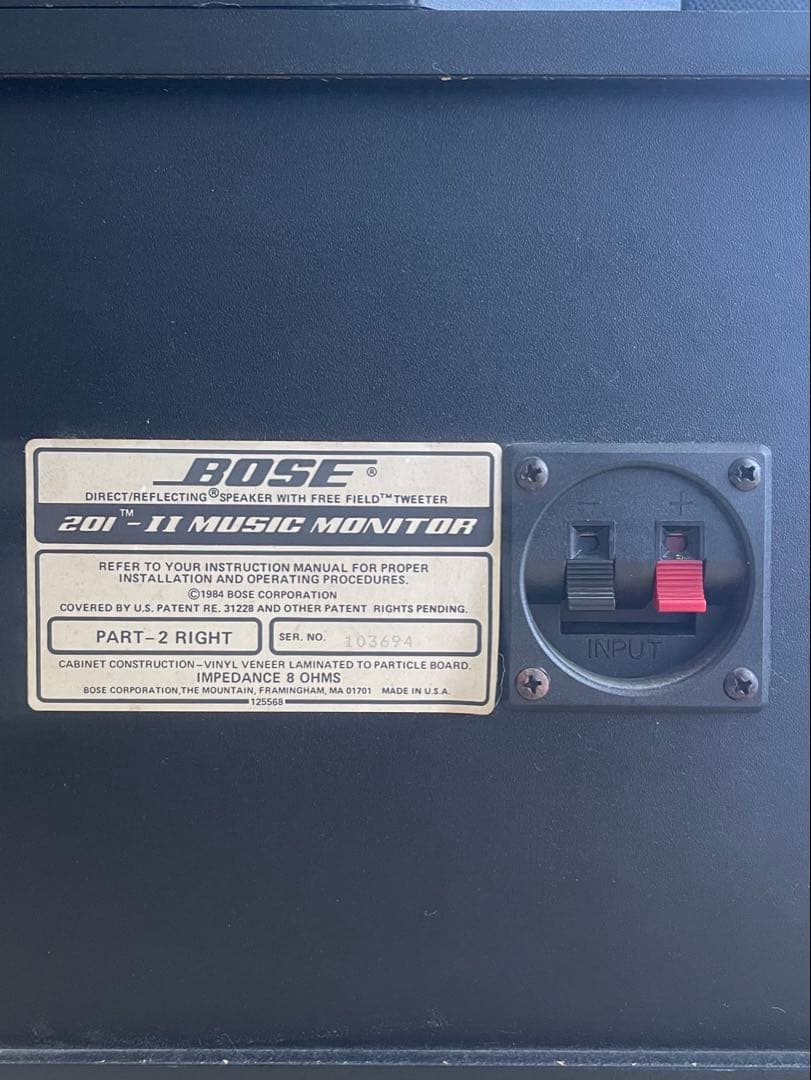 BOSE®
DIRECT/REFLECTING® SPEAKER WITH FREE FIELD™ TWEETER
201™-II MUSIC MONITOR
REFER TO YOUR INSTRUCTION MANUAL FOR PROPER
INSTALLATION AND OPERATING PROCEDURES.
©1984 BOSE CORPORATION
COVERED BY U.S. PATENT RE. 31228 AND OTHER PATENT RIGHTS PENDING.
PART-2 RIGHT
SER. NO. 103694
CABINET CONSTRUCTION-VINYL VENEER LAMINATED TO PARTICLE BOARD.
IMPEDANCE 8 OHMS
BOSE CORPORATION, THE MOUNTAIN, FRAMINGHAM, MA 01701 MADE IN U.S.A.
125568
- +
INPUT